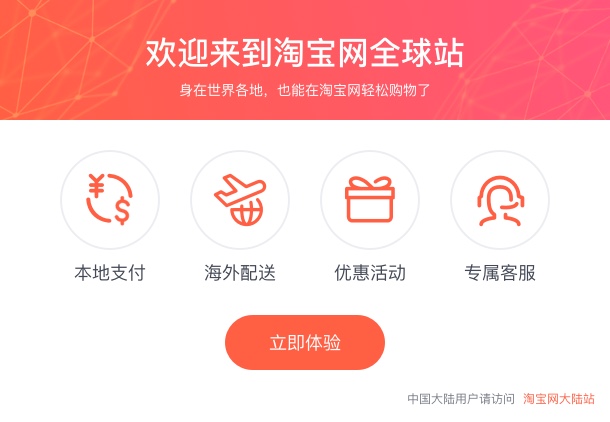 欢迎来到淘宝网全球站
身在世界各地，也能在淘宝网轻松购物了
¥ $
本地支付 海外配送 优惠活动 专属客服
立即体验
中国大陆用户请访问 淘宝网大陆站